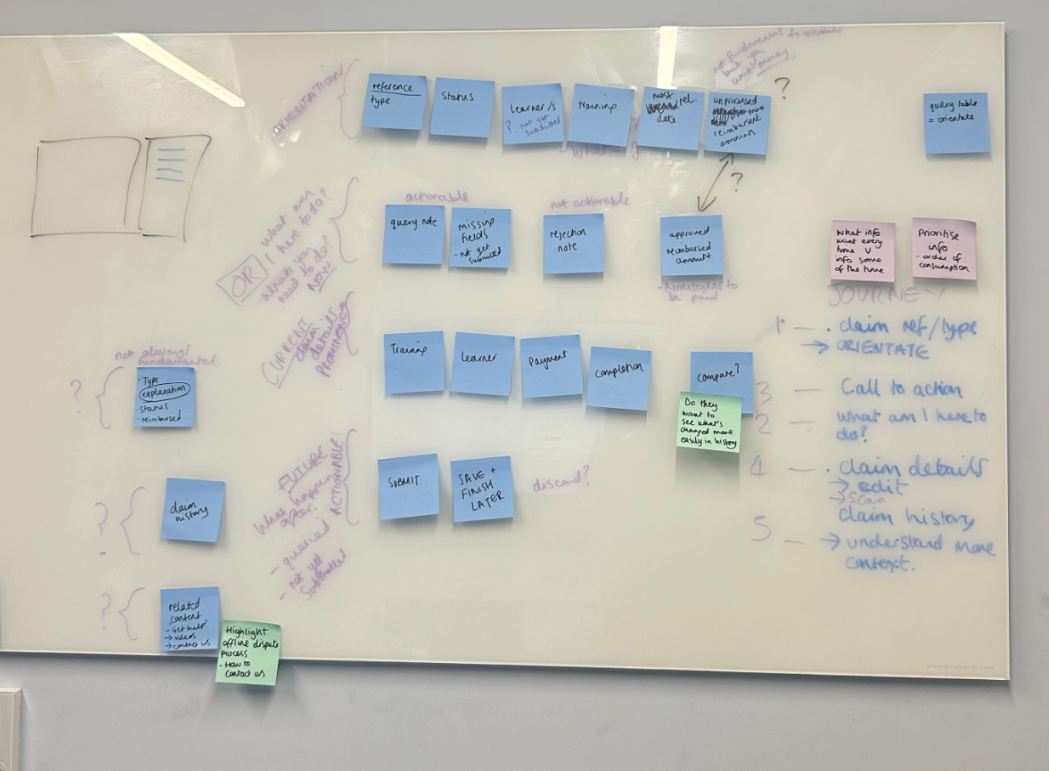 not fundamental to orientate
but ya
want money
?
ORIENTATION
reference
type
Status
Learner/s
? not yet
submitted
Training
most
rel.
date
unprocessed
reimbursement
amount
query table
= orientate
- What
?
actionable
not actionable
OR
What am
I here to do?
need to do
NOW
query note
missing
fields
- not yet
submitted
rejection
note
approved
reimbursed
amount
- timescales to
be paid
What info
want every
time v
info some
of the time
Prioritise
info
- order of
consumption
JOURNEY
1 — . claim ref/type
→ ORIENTATE
3 — Call to action
2 — what am I here to
do?
4 — . claim details
→ edit
→ scan
5 — claim history
→ understand more
context.
CURRENT
claim
details
PROMINENCE
Training
Learner
Payment
Completion
Compare?
Do they
want to
see what's
changed more
easily in history
not always
fundamental.
?
- Type
explanation
- status
- reimbursed
FUTURE
What happens
after.
ACTIONABLE!
- queried
- not yet
submitted
SUBMIT
SAVE +
FINISH
LATER
discard?
?
claim
history
?
related
content
- Get help
→ videos
→ contact us
Highlight
offline dispute
process
- How to
contact us